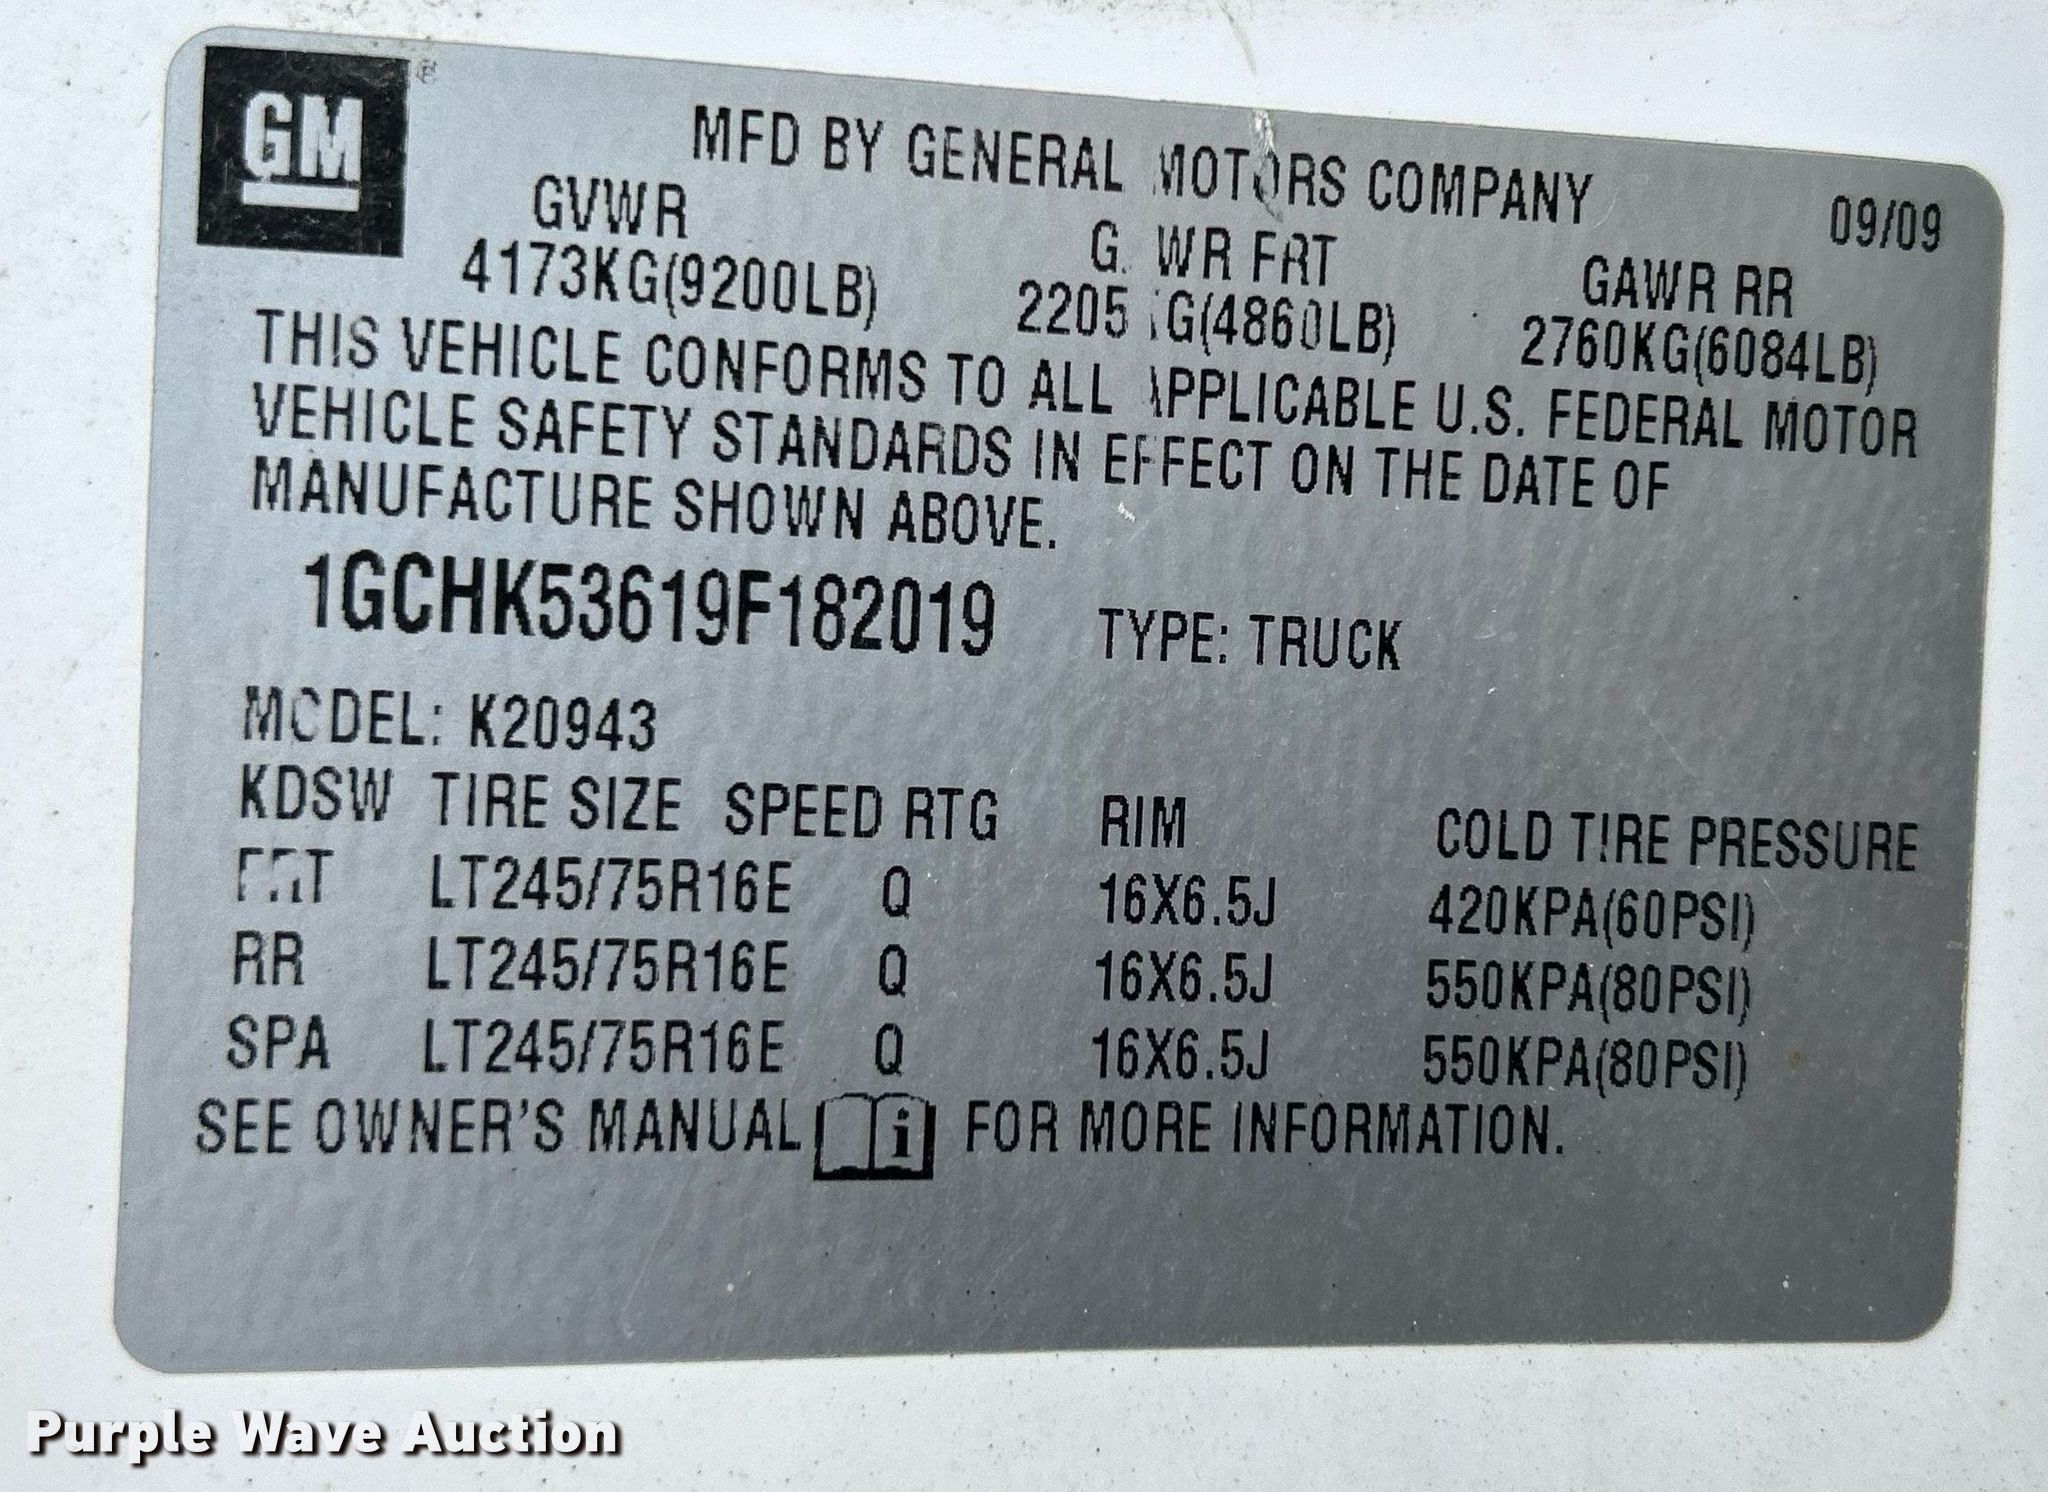 GM
MFD BY GENERAL MOTORS COMPANY 09/09
GVWR G. WR FRT GAWR RR
4173KG(9200LB) 2205 KG(4860LB) 2760KG(6084LB)
THIS VEHICLE CONFORMS TO ALL APPLICABLE U.S. FEDERAL MOTOR
VEHICLE SAFETY STANDARDS IN EFFECT ON THE DATE OF
MANUFACTURE SHOWN ABOVE.
1GCHK53619F182019 TYPE: TRUCK
MODEL: K20943
KDSW TIRE SIZE SPEED RTG RIM COLD TIRE PRESSURE
FRT LT245/75R16E Q 16X6.5J 420KPA(60PSI)
RR LT245/75R16E Q 16X6.5J 550KPA(80PSI)
SPA LT245/75R16E Q 16X6.5J 550KPA(80PSI)
SEE OWNER'S MANUAL i FOR MORE INFORMATION.
Purple Wave Auction